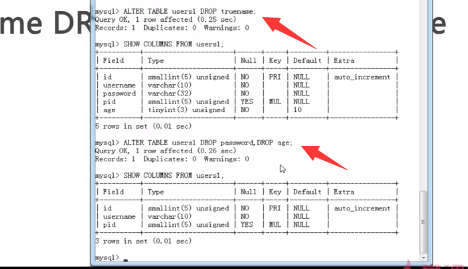 me DR
e
mysql> ALTER TABLE users1 DROP truename;
Query OK, 1 row affected (0.25 sec)
Records: 1  Duplicates: 0  Warnings: 0
mysql> SHOW COLUMNS FROM users1;
| Field    | Type                 | Null | Key | Default | Extra          |
| id       | smallint(5) unsigned | NO   | PRI | NULL    | auto_increment |
| username | varchar(10)          | NO   |     | NULL    |                |
| password | varchar(32)          | NO   |     | NULL    |                |
| pid      | smallint(5) unsigned | YES  | MUL | NULL    |                |
| age      | tinyint(3) unsigned  | NO   |     | 10      |                |
5 rows in set (0.01 sec)
mysql> ALTER TABLE users1 DROP password,DROP age;
Query OK, 1 row affected (0.26 sec)
Records: 1  Duplicates: 0  Warnings: 0
mysql> SHOW COLUMNS FROM users1;
| Field    | Type                 | Null | Key | Default | Extra          |
| id       | smallint(5) unsigned | NO   | PRI | NULL    | auto_increment |
| username | varchar(10)          | NO   |     | NULL    |                |
| pid      | smallint(5) unsigned | YES  | MUL | NULL    |                |
3 rows in set (0.01 sec)
mysql> _